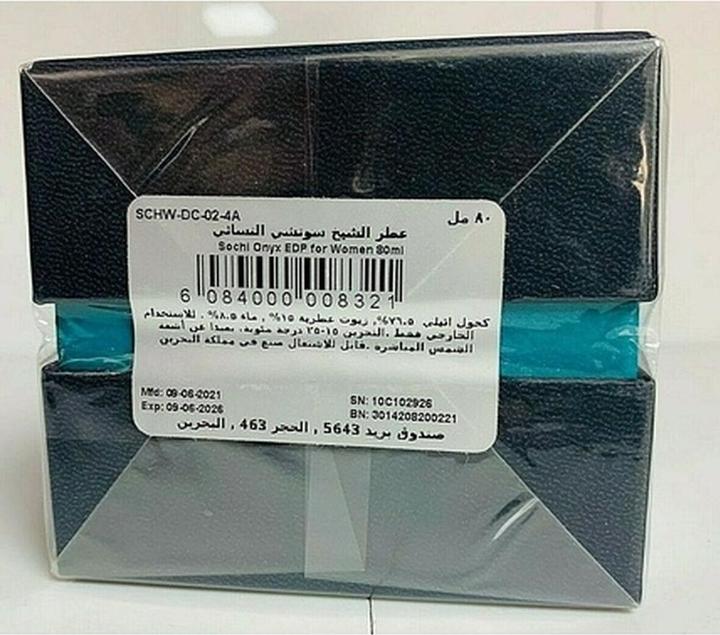 SCHW-DC-02-4A ٨٠ مل
عطر الشيخ سوتشي النسائي
Sochi Onyx EDP for Women 80ml
6 084000 008321
كحول اثيلي ٧٦.٥%, زيوت عطرية ١٥% , ماء ٨.٥% . للاستخدام
الخارجي فقط .التخزين ١٥-٢٥ درجة مئوية. بعيدا عن أشعة
الشمس المباشرة .قابل للاشتعال صنع في مملكة البحرين
Mfd: 09-06-2021 SN: 10C102926
Exp: 09-06-2026 BN: 3014208200221
صندوق بريد 5643 , الحجر 463 , البحرين